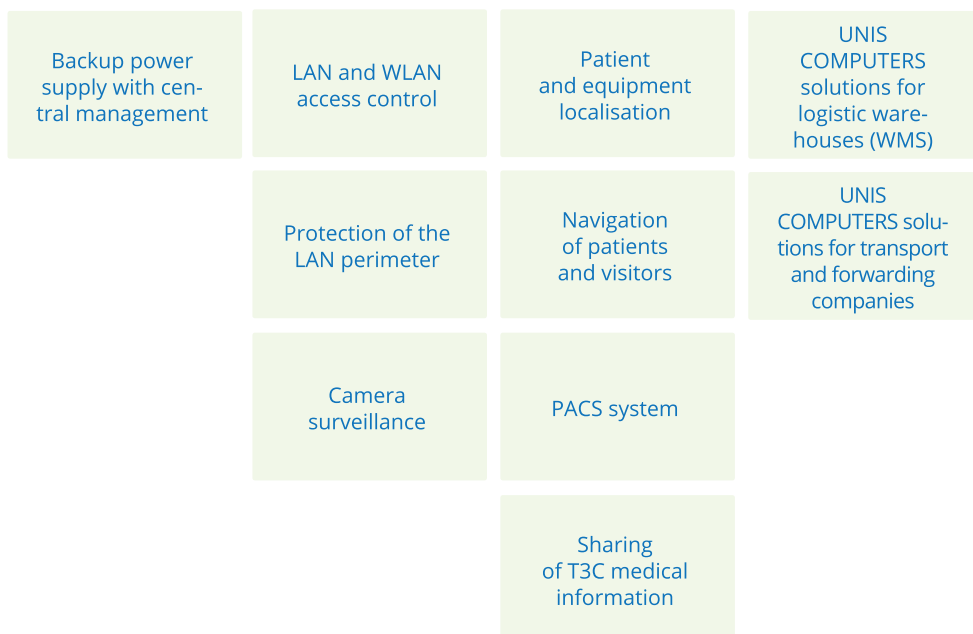 Backup power
supply with cen-
tral management
LAN and WLAN
access control
Patient
and equipment
localisation
UNIS
COMPUTERS
solutions for
logistic ware-
houses (WMS)
Protection of the
LAN perimeter
Navigation
of patients
and visitors
UNIS
COMPUTERS solu-
tions for transport
and forwarding
companies
Camera
surveillance
PACS system
Sharing
of T3C medical
information